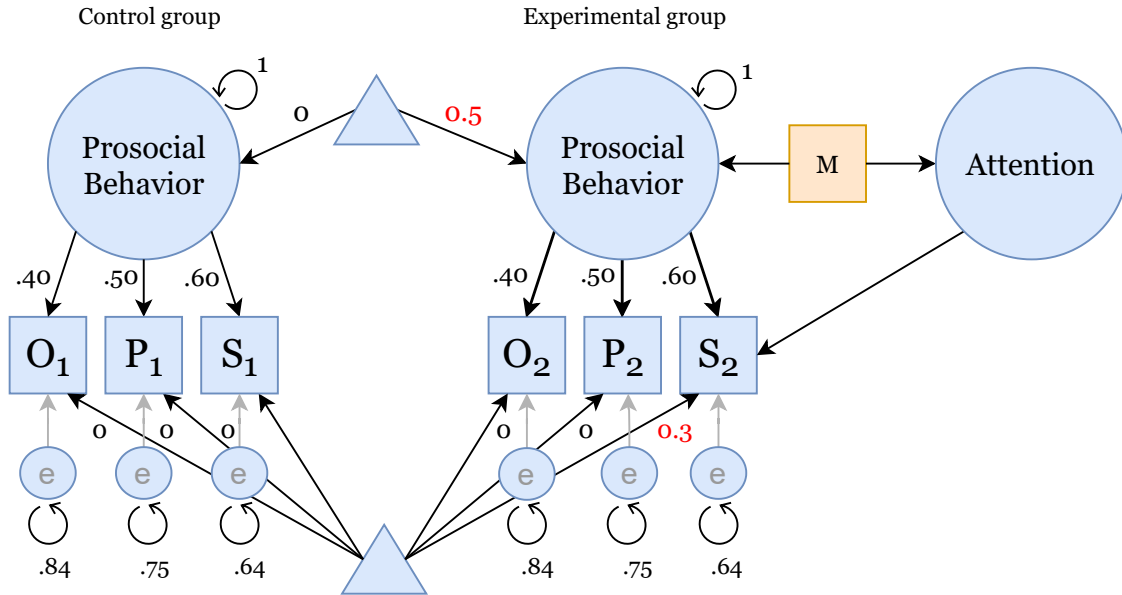 Control group
Experimental group
1
1
0
0.5
Prosocial
Behavior
Prosocial
Behavior
M
Attention
.40
.50
.60
.40
.50
.60
O1
P1
S1
O2
P2
S2
0
0
0
0
0
0.3
e
e
e
e
e
e
.84
.75
.64
.84
.75
.64